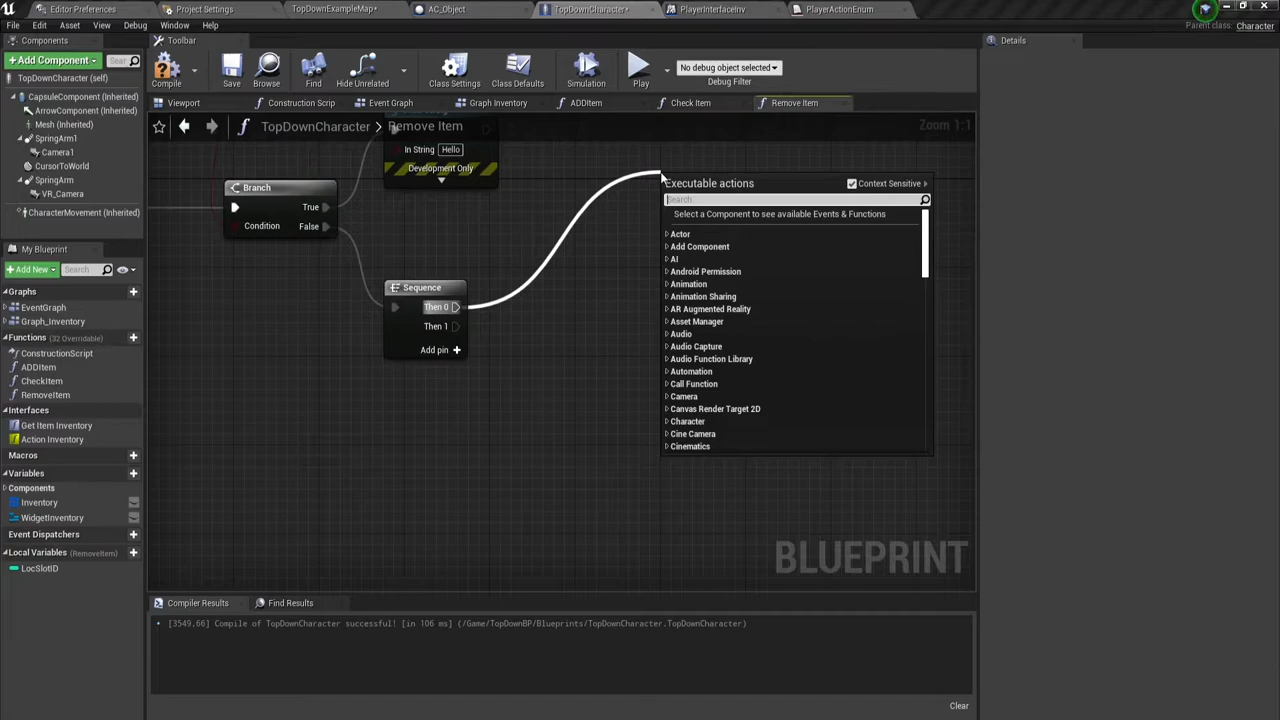 Editor Preferences
Project Settings
TopDownExampleMap*
AC_Object
TopDownCharacter*
PlayerInterfaceInv
PlayerActionEnum
File Edit Asset View Debug Window Help
Parent class: Character
Components
Toolbar
Details
+Add Component
Sear
Compile
Save
Browse
Find
Hide Unrelated
Class Settings
Class Defaults
Simulation
Play
No debug object selected
Debug Filter
TopDownCharacter (self)
CapsuleComponent (Inherited)
ArrowComponent (Inherited)
Mesh (Inherited)
SpringArm1
Camera1
CursorToWorld
SpringArm
VR_Camera
CharacterMovement (Inherited)
Viewport
Construction Scrip
Event Graph
Graph Inventory
ADDItem
Check Item
Remove Item
TopDownCharacter > Remove Item
Zoom 1:1
In String Hello
Development Only
Branch
True
Condition False
Sequence
Then 0
Then 1
Add pin +
Executable actions
Context Sensitive
Search
Select a Component to see available Events & Functions
Actor
Add Component
AI
Android Permission
Animation
Animation Sharing
AR Augmented Reality
Asset Manager
Audio
Audio Capture
Audio Function Library
Automation
Call Function
Camera
Canvas Render Target 2D
Character
Cine Camera
Cinematics
BLUEPRINT
My Blueprint
+Add New
Search
Graphs
EventGraph
Graph_Inventory
Functions (32 Overridable)
ConstructionScript
ADDItem
CheckItem
RemoveItem
Interfaces
Get Item Inventory
Action Inventory
Macros
Variables
Components
Inventory
WidgetInventory
Event Dispatchers
Local Variables (RemoveItem)
LocSlotID
Compiler Results
Find Results
[3549.66] Compile of TopDownCharacter successful! [in 106 ms] (/Game/TopDownBP/Blueprints/TopDownCharacter.TopDownCharacter)
Clear